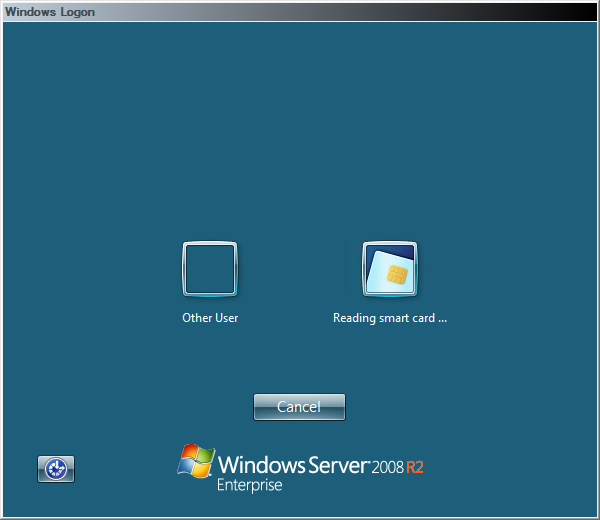 Windows Logon
Other User
Reading smart card ...
Cancel
Windows Server 2008 R2
Enterprise